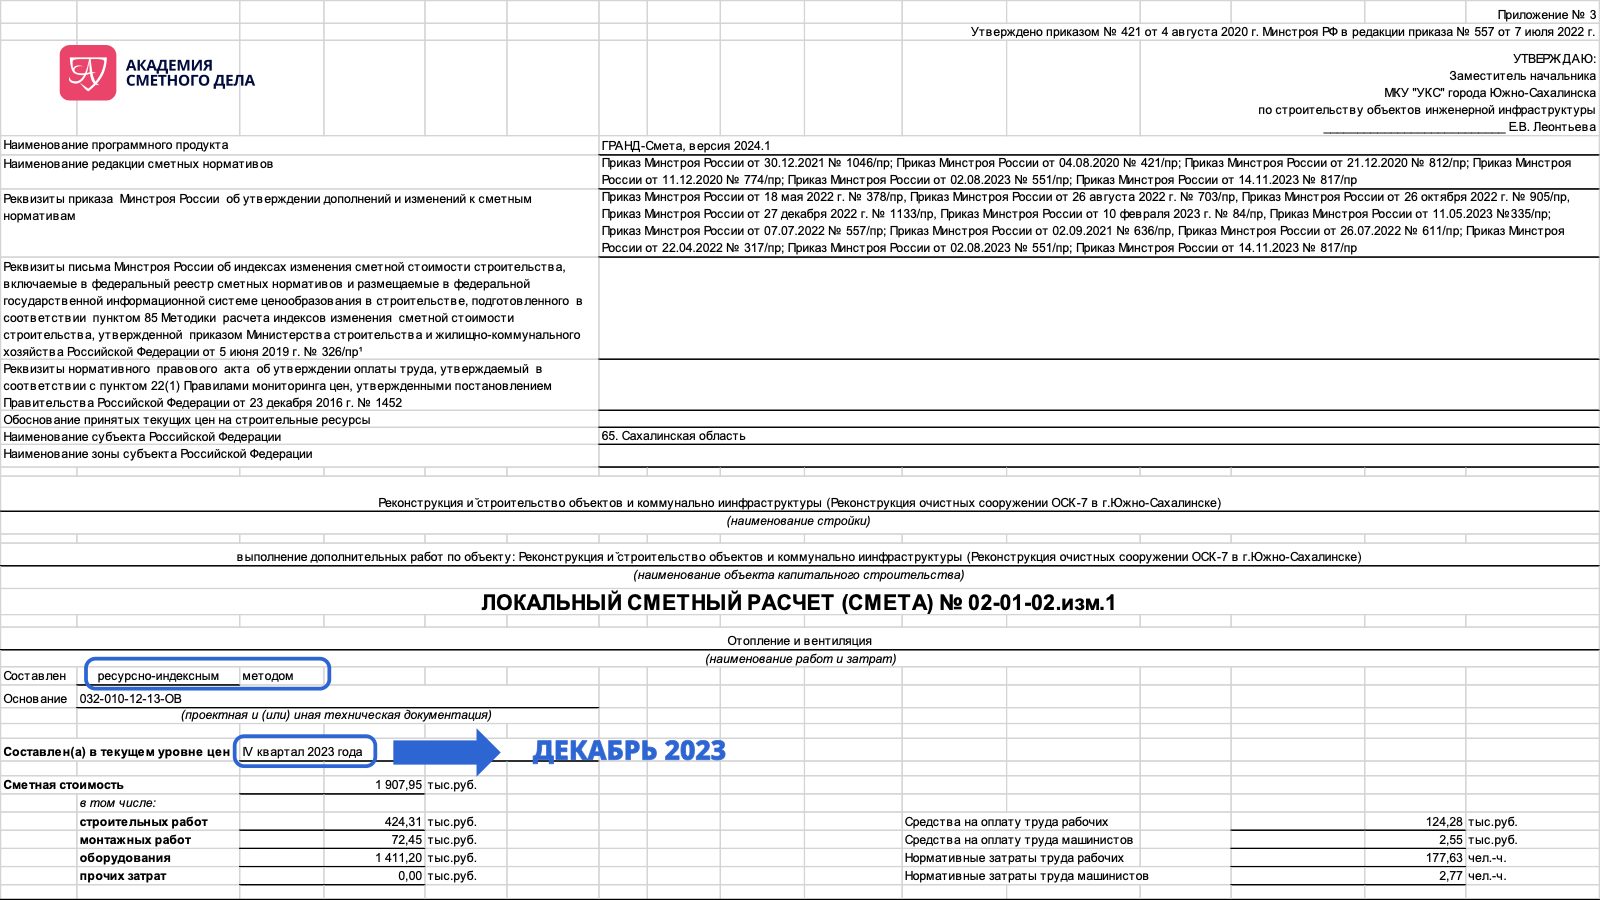 Приложение № 3
Утверждено приказом № 421 от 4 августа 2020 г. Минстроя РФ в редакции приказа № 557 от 7 июля 2022 г.
АКАДЕМИЯ
СМЕТНОГО ДЕЛА
УТВЕРЖДАЮ:
Заместитель начальника
МКУ "УКС" города Южно-Сахалинска
по строительству объектов инженерной инфраструктуры
Е.В. Леонтьева
Наименование программного продукта
ГРАНД-Смета, версия 2024.1
Наименование редакции сметных нормативов
Приказ Минстроя России от 30.12.2021 № 1046/пр; Приказ Минстроя России от 04.08.2020 № 421/пр; Приказ Минстроя России от 21.12.2020 № 812/пр; Приказ Минстроя
России от 11.12.2020 № 774/пр; Приказ Минстроя России от 02.08.2023 № 551/пр; Приказ Минстроя России от 14.11.2023 № 817/пр
Реквизиты приказа Минстроя России об утверждении дополнений и изменений к сметным
нормативам
Приказ Минстроя России от 18 мая 2022 г. № 378/пр, Приказ Минстроя России от 26 августа 2022 г. № 703/пр, Приказ Минстроя России от 26 октября 2022 г. № 905/пр,
Приказ Минстроя России от 27 декабря 2022 г. № 1133/пр, Приказ Минстроя России от 10 февраля 2023 г. № 84/пр, Приказ Минстроя России от 11.05.2023 №335/пр;
Приказ Минстроя России от 07.07.2022 № 557/пр; Приказ Минстроя России от 02.09.2021 № 636/пр, Приказ Минстроя России от 26.07.2022 № 611/пр; Приказ Минстроя
России от 22.04.2022 № 317/пр; Приказ Минстроя России от 02.08.2023 № 551/пр; Приказ Минстроя России от 14.11.2023 № 817/пр
Реквизиты письма Минстроя России об индексах изменения сметной стоимости строительства,
включаемые в федеральный реестр сметных нормативов и размещаемые в федеральной
государственной информационной системе ценообразования в строительстве, подготовленного в
соответствии пунктом 85 Методики расчета индексов изменения сметной стоимости
строительства, утвержденной приказом Министерства строительства и жилищно-коммунального
хозяйства Российской Федерации от 5 июня 2019 г. № 326/пр¹
Реквизиты нормативного правового акта об утверждении оплаты труда, утверждаемый в
соответствии с пунктом 22(1) Правилами мониторинга цен, утвержденными постановлением
Правительства Российской Федерации от 23 декабря 2016 г. № 1452
Обоснование принятых текущих цен на строительные ресурсы
Наименование субъекта Российской Федерации
65. Сахалинская область
Наименование зоны субъекта Российской Федерации
Реконструкция и ̆строительство объектов и коммунально иинфраструктуры (Реконструкция очистных сооружении ОСК-7 в г.Южно-Сахалинске)
(наименование стройки)
выполнение дополнительных работ по объекту: Реконструкция и ̆строительство объектов и коммунально иинфраструктуры (Реконструкция очистных сооружении ОСК-7 в г.Южно-Сахалинске)
(наименование объекта капитального строительства)
ЛОКАЛЬНЫЙ СМЕТНЫЙ РАСЧЕТ (СМЕТА) № 02-01-02.изм.1
Отопление и вентиляция
(наименование работ и затрат)
Составлен ресурсно-индексным методом
Основание 032-010-12-13-ОВ
(проектная и (или) иная техническая документация)
Составлен(а) в текущем уровне цен IV квартал 2023 года ДЕКАБРЬ 2023
Сметная стоимость 1 907,95 тыс.руб.
в том числе:
строительных работ 424,31 тыс.руб. Средства на оплату труда рабочих 124,28 тыс.руб.
монтажных работ 72,45 тыс.руб. Средства на оплату труда машинистов 2,55 тыс.руб.
оборудования 1 411,20 тыс.руб. Нормативные затраты труда рабочих 177,63 чел.-ч.
прочих затрат 0,00 тыс.руб. Нормативные затраты труда машинистов 2,77 чел.-ч.